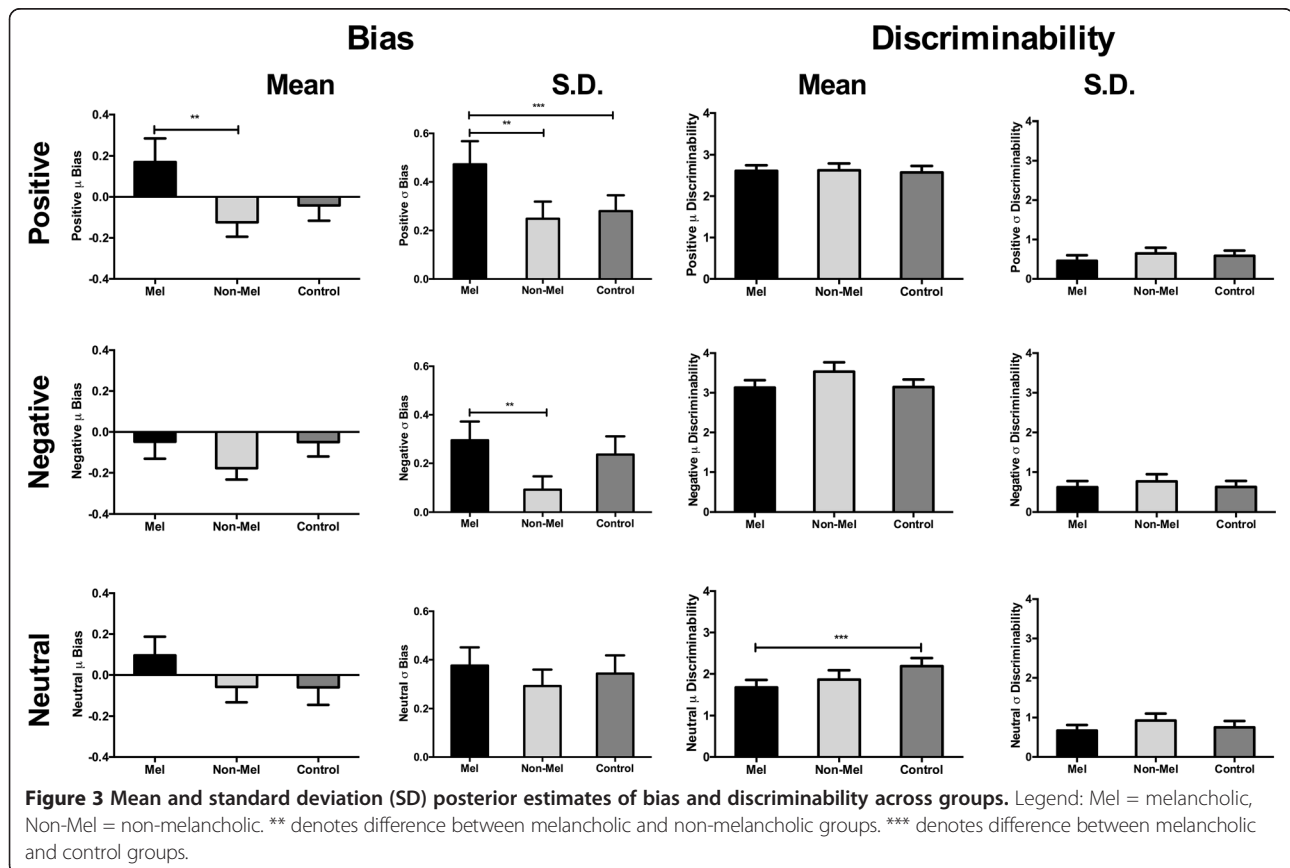 Bias Discriminability
Mean S.D. Mean S.D.
Positive
Positive μ Bias
0.4
0.2
0.0
-0.2
-0.4
**
Mel Non-Mel Control
Positive σ Bias
0.6
0.4
0.2
0.0
***
**
Mel Non-Mel Control
Positive μ Discriminability
4
3
2
1
0
Mel Non-Mel Control
Positive σ Discriminability
4
3
2
1
0
Mel Non-Mel Control
Negative
Negative μ Bias
0.4
0.2
0.0
-0.2
-0.4
Mel Non-Mel Control
Negative σ Bias
0.6
0.4
0.2
0.0
**
Mel Non-Mel Control
Negative μ Discriminability
4
3
2
1
0
Mel Non-Mel Control
Negative σ Discriminability
4
3
2
1
0
Mel Non-Mel Control
Neutral
Neutral μ Bias
0.4
0.2
0.0
-0.2
-0.4
Mel Non-Mel Control
Neutral σ Bias
0.6
0.4
0.2
0.0
Mel Non-Mel Control
Neutral μ Discriminability
4
3
2
1
0
***
Mel Non-Mel Control
Neutral σ Discriminability
4
3
2
1
0
Mel Non-Mel Control
Figure 3 Mean and standard deviation (SD) posterior estimates of bias and discriminability across groups. Legend: Mel = melancholic,
Non-Mel = non-melancholic. ** denotes difference between melancholic and non-melancholic groups. *** denotes difference between melancholic
and control groups.